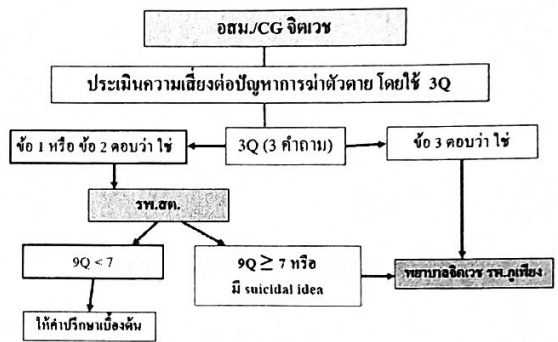 อสม./CG จิตเวช
ประเมินความเสี่ยงต่อปัญหาการฆ่าตัวตาย โดยใช้ 3Q
ข้อ 1 หรือ ข้อ 2 ตอบว่า ใช่
3Q (3 คำถาม)
ข้อ 3 ตอบว่า ใช่
รพ.สต.
9Q < 7
9Q ≥ 7 หรือ
มี suicidal idea
พยาบาลจิตเวช รพ.ภูเพียง
ให้คำปรึกษาเบื้องต้น